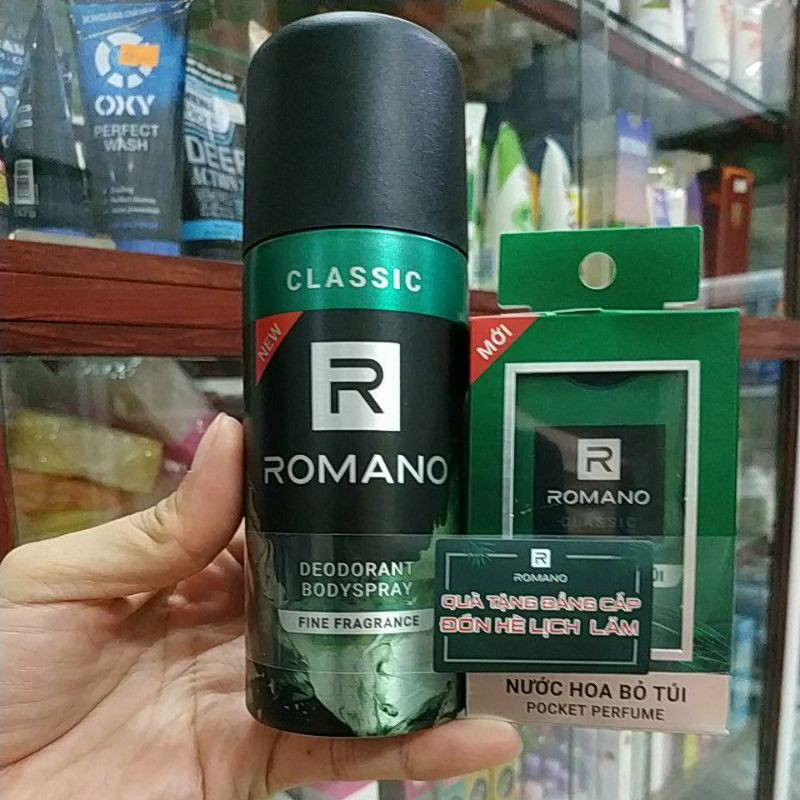 OXY
PERFECT
WASH
DEEP
CLASSIC
NEW
R
ROMANO
DEODORANT
BODYSPRAY
FINE FRAGRANCE
MỚI
R
ROMANO
CLASSIC
R
ROMANO
QUÀ TẶNG ĐẲNG CẤP
ĐÓN HÈ LỊCH LÃM
NƯỚC HOA BỎ TÚI
POCKET PERFUME